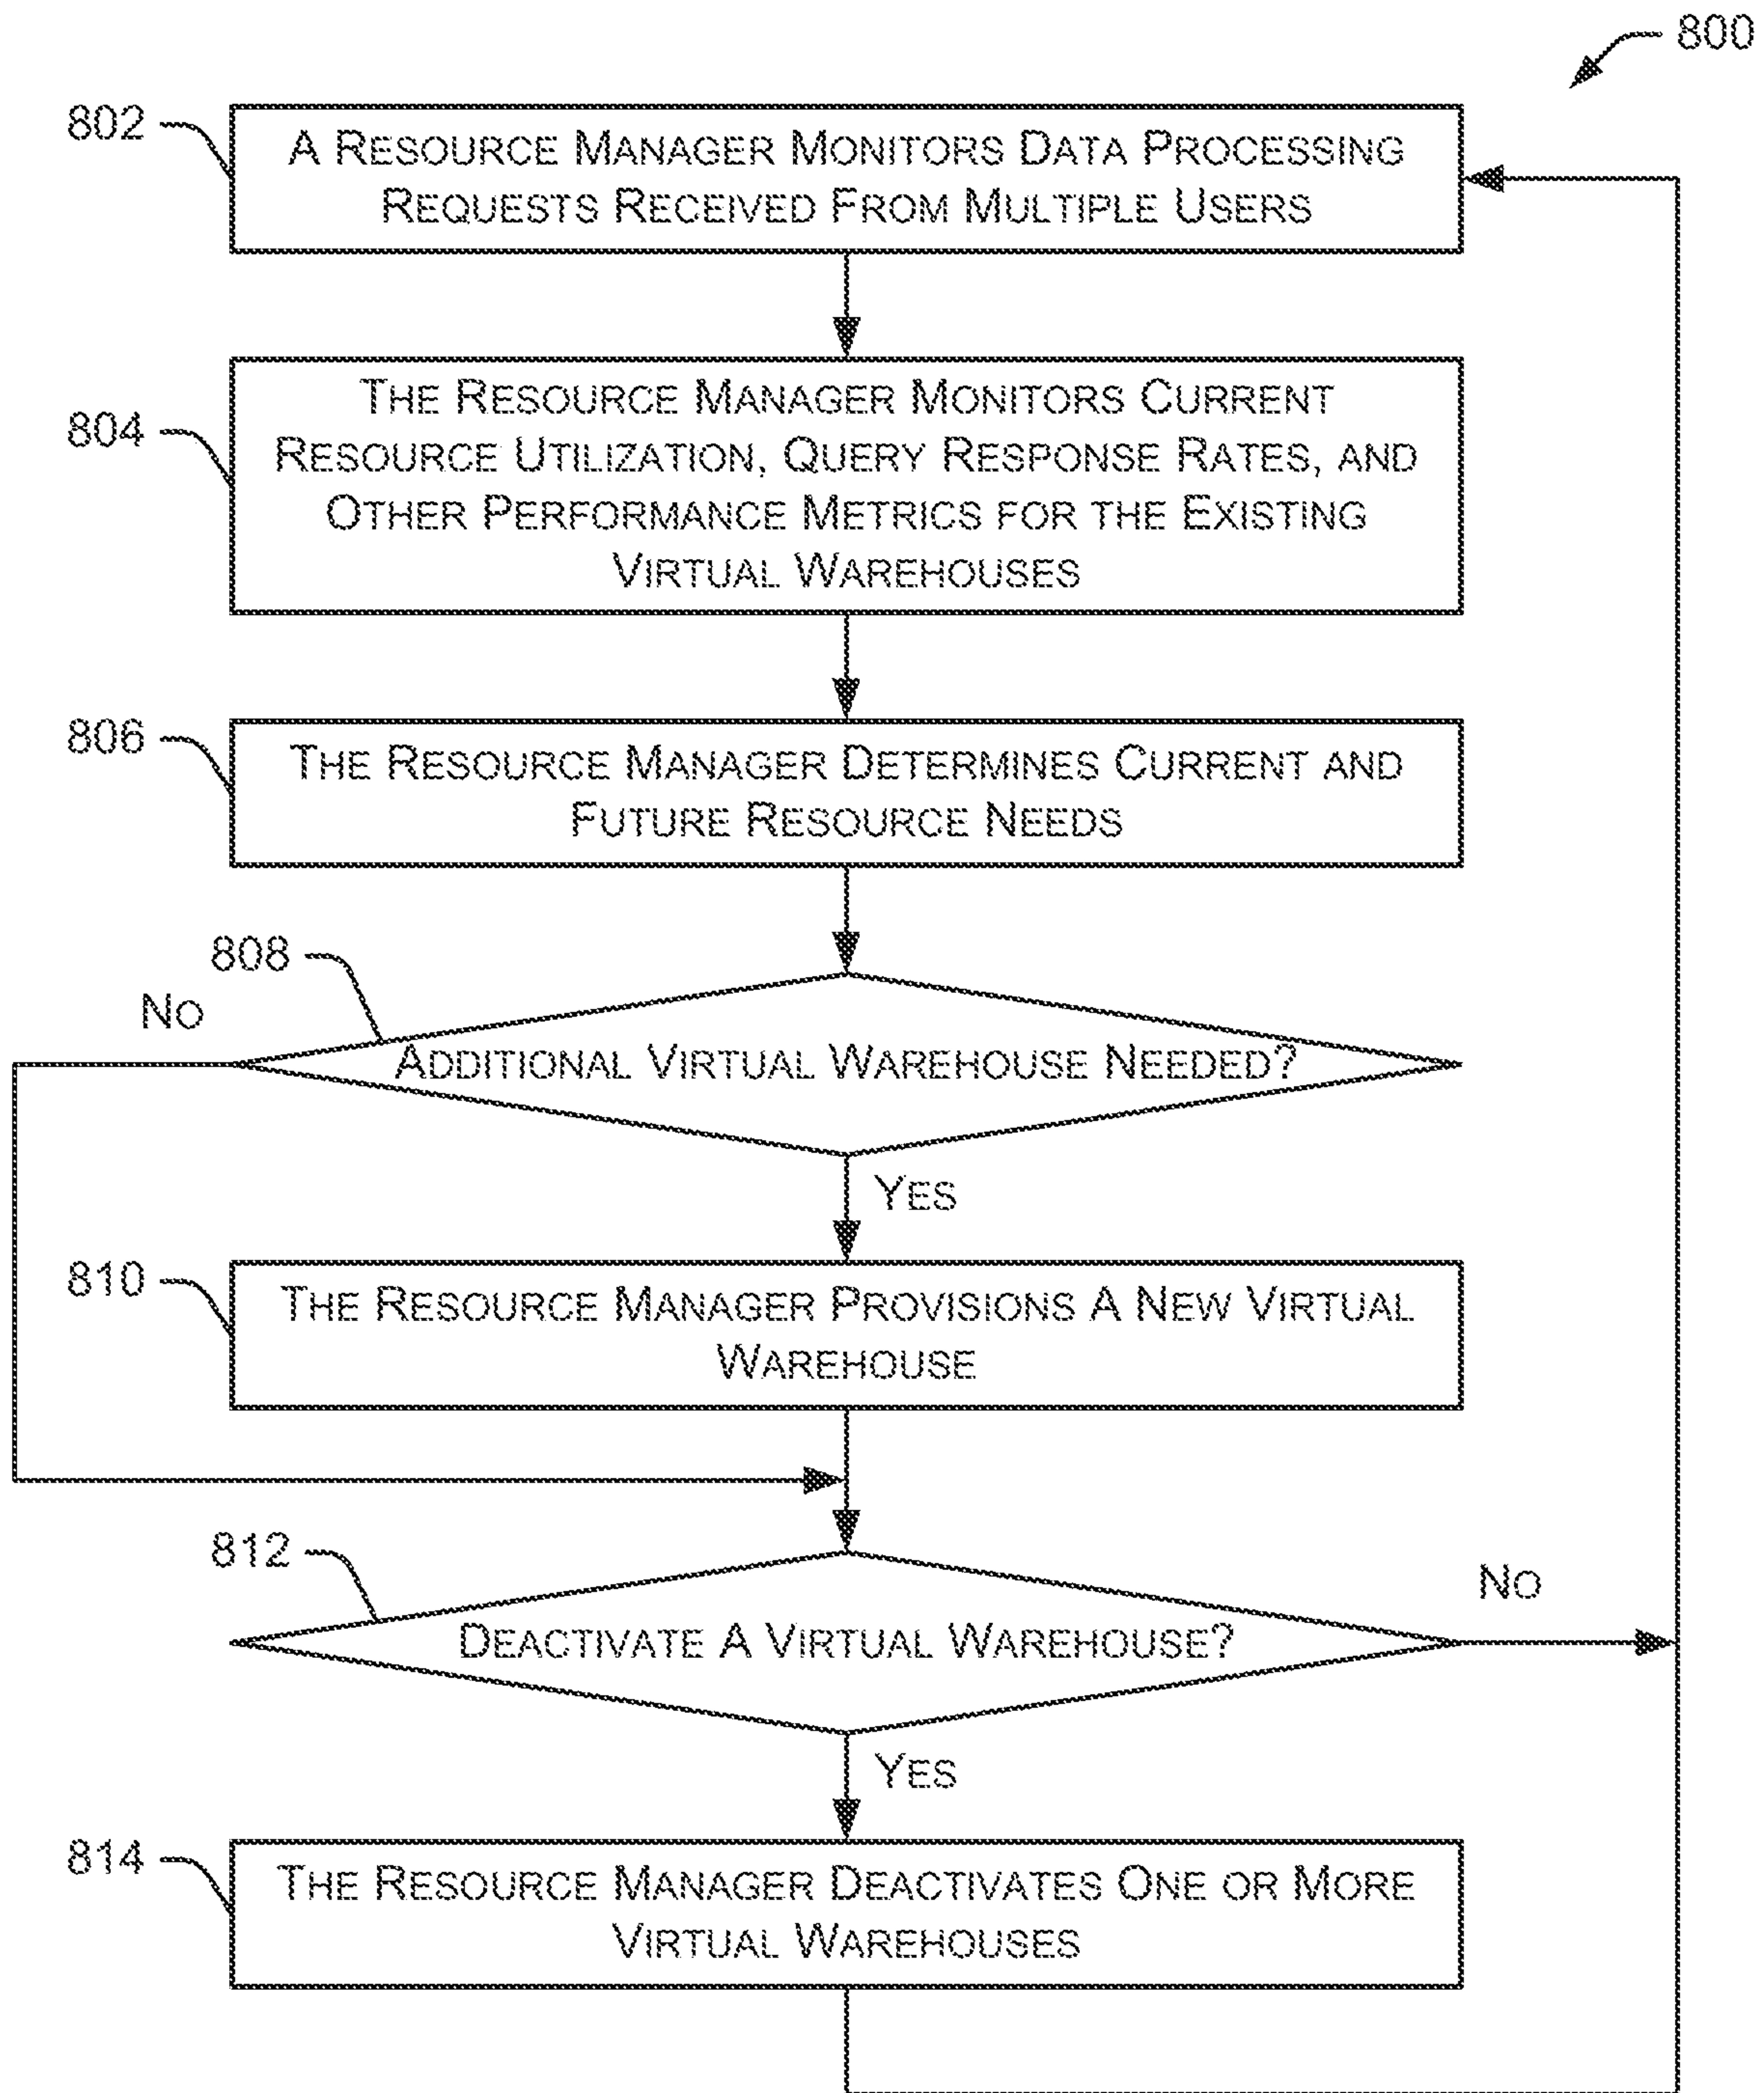 800
802
A RESOURCE MANAGER MONITORS DATA PROCESSING
REQUESTS RECEIVED FROM MULTIPLE USERS
804
THE RESOURCE MANAGER MONITORS CURRENT
RESOURCE UTILIZATION, QUERY RESPONSE RATES, AND
OTHER PERFORMANCE METRICS FOR THE EXISTING
VIRTUAL WAREHOUSES
806
THE RESOURCE MANAGER DETERMINES CURRENT AND
FUTURE RESOURCE NEEDS
808
NO
ADDITIONAL VIRTUAL WAREHOUSE NEEDED?
YES
810
THE RESOURCE MANAGER PROVISIONS A NEW VIRTUAL
WAREHOUSE
812
NO
DEACTIVATE A VIRTUAL WAREHOUSE?
YES
814
THE RESOURCE MANAGER DEACTIVATES ONE OR MORE
VIRTUAL WAREHOUSES